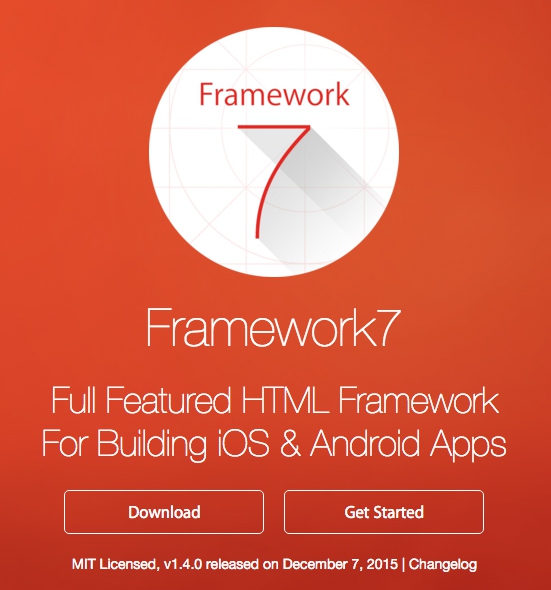 Framework
7
Framework7
Full Featured HTML Framework
For Building iOS & Android Apps
Download
Get Started
MIT Licensed, v1.4.0 released on December 7, 2015 | Changelog